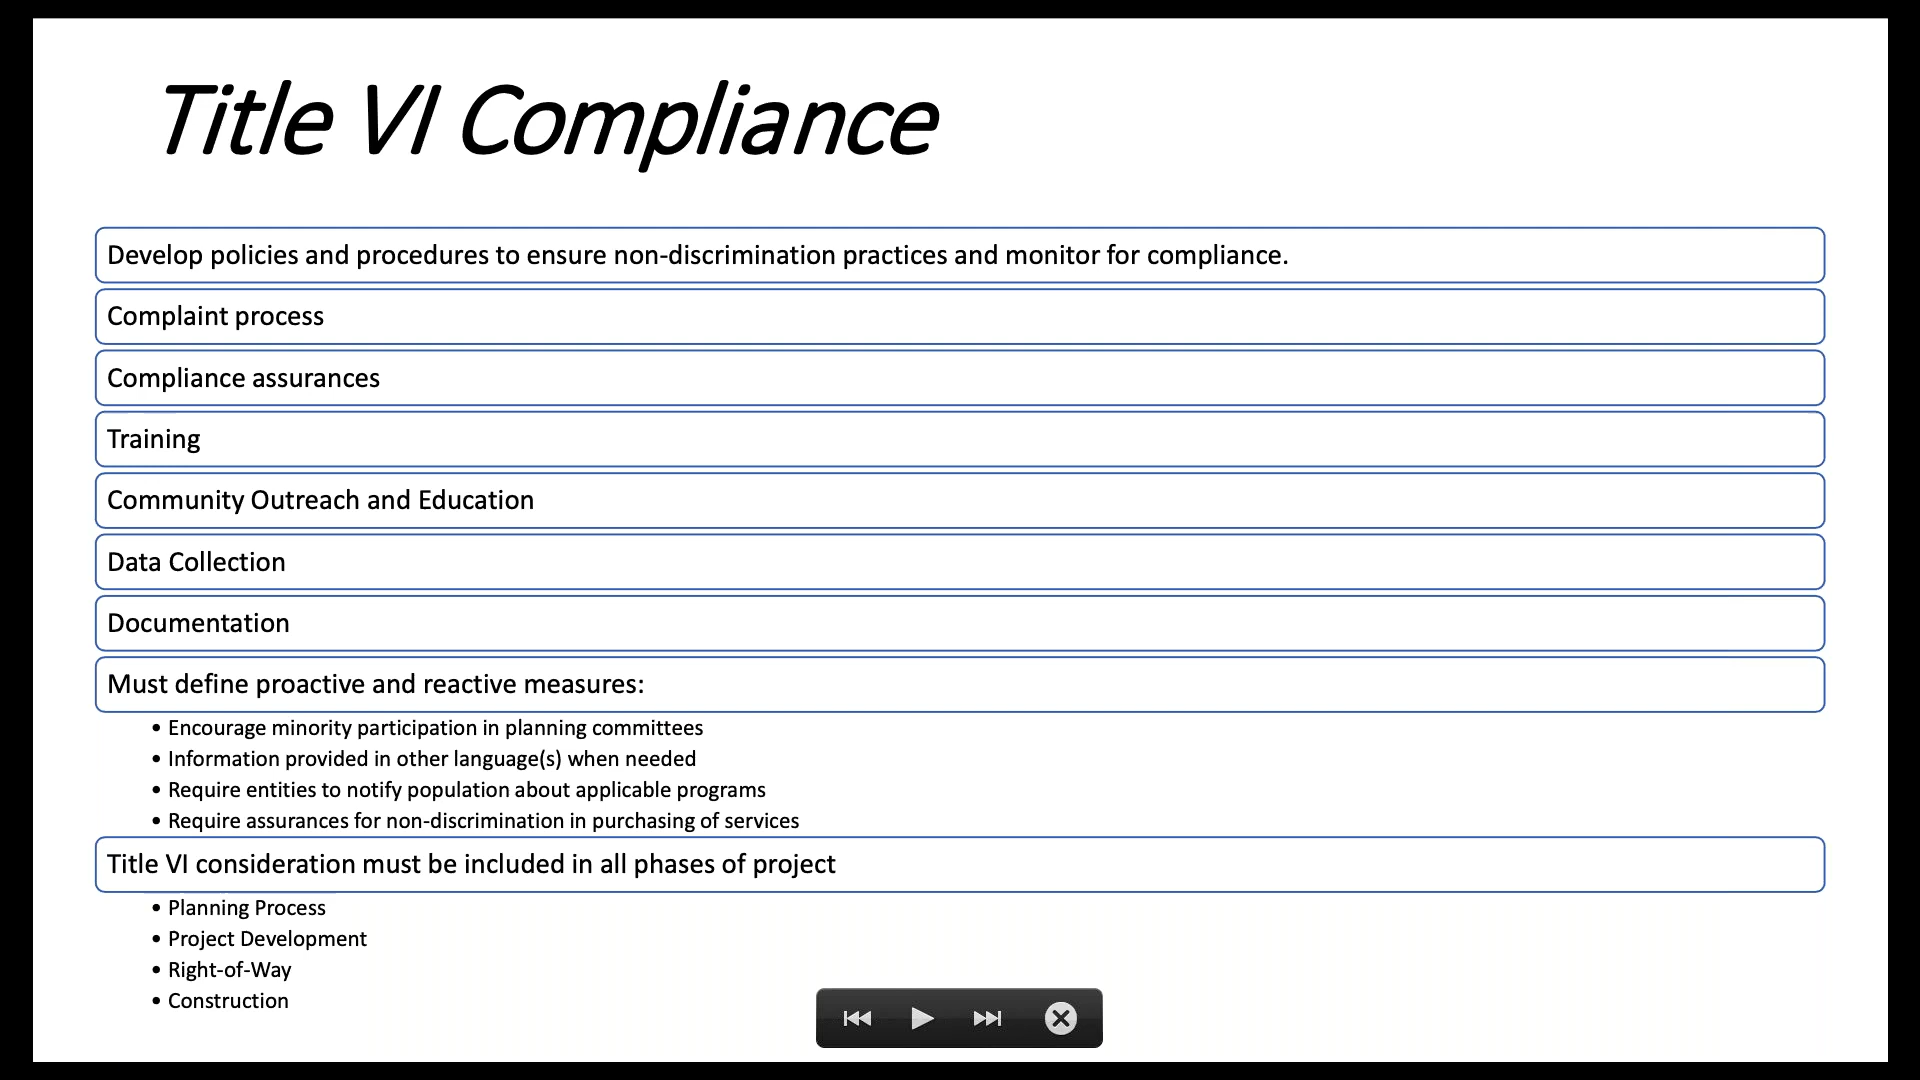 Title VI Compliance
Develop policies and procedures to ensure non-discrimination practices and monitor for compliance.
Complaint process
Compliance assurances
Training
Community Outreach and Education
Data Collection
Documentation
Must define proactive and reactive measures:
• Encourage minority participation in planning committees
• Information provided in other language(s) when needed
• Require entities to notify population about applicable programs
• Require assurances for non-discrimination in purchasing of services
Title VI consideration must be included in all phases of project
• Planning Process
• Project Development
• Right-of-Way
• Construction